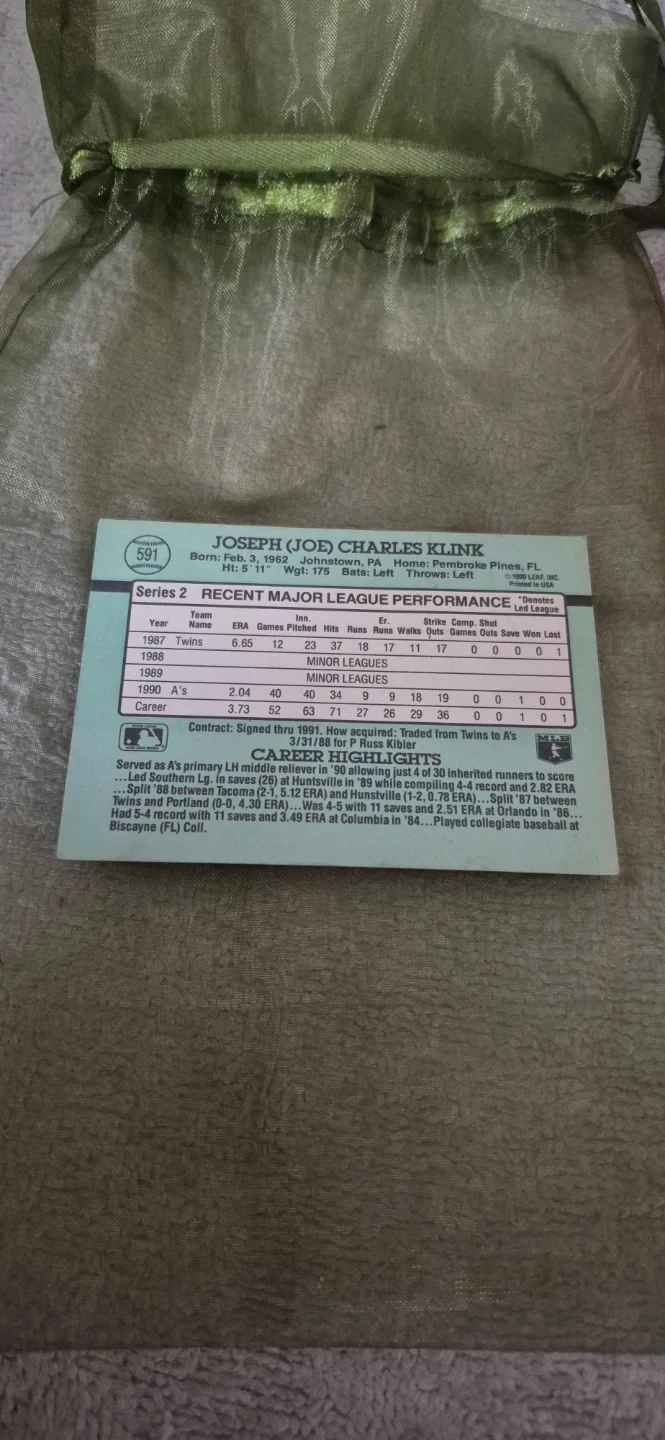 591
JOSEPH (JOE) CHARLES KLINK
Born: Feb. 3, 1962 Johnstown, PA Home: Pembroke Pines, FL
Ht: 5' 11" Wgt: 175 Bats: Left Throws: Left
© 1990 LEAF, INC.
Printed in USA
Series 2 RECENT MAJOR LEAGUE PERFORMANCE *Denotes Led League
Year Team Name ERA Games Inn. Pitched Hits Runs Er. Runs Walks Strike Outs Comp. Games Shut Outs Save Won Lost
1987 Twins 6.65 12 23 37 18 17 11 17 0 0 0 0 1
1988 MINOR LEAGUES
1989 MINOR LEAGUES
1990 A's 2.04 40 40 34 9 9 18 19 0 0 1 0 0
Career 3.73 52 63 71 27 26 29 36 0 0 1 0 1
Contract: Signed thru 1991. How acquired: Traded from Twins to A's
3/31/88 for P Russ Kibler
MLB
CAREER HIGHLIGHTS
Served as A's primary LH middle reliever in '90 allowing just 4 of 30 inherited runners to score
...Led Southern Lg. in saves (26) at Huntsville in '89 while compiling 4-4 record and 2.82 ERA
...Split '88 between Tacoma (2-1, 5.12 ERA) and Huntsville (1-2, 0.78 ERA)...Split '87 between
Twins and Portland (0-0, 4.30 ERA)...Was 4-5 with 11 saves and 2.51 ERA at Orlando in '86...
Had 5-4 record with 11 saves and 3.49 ERA at Columbia in '84...Played collegiate baseball at
Biscayne (FL) Coll.